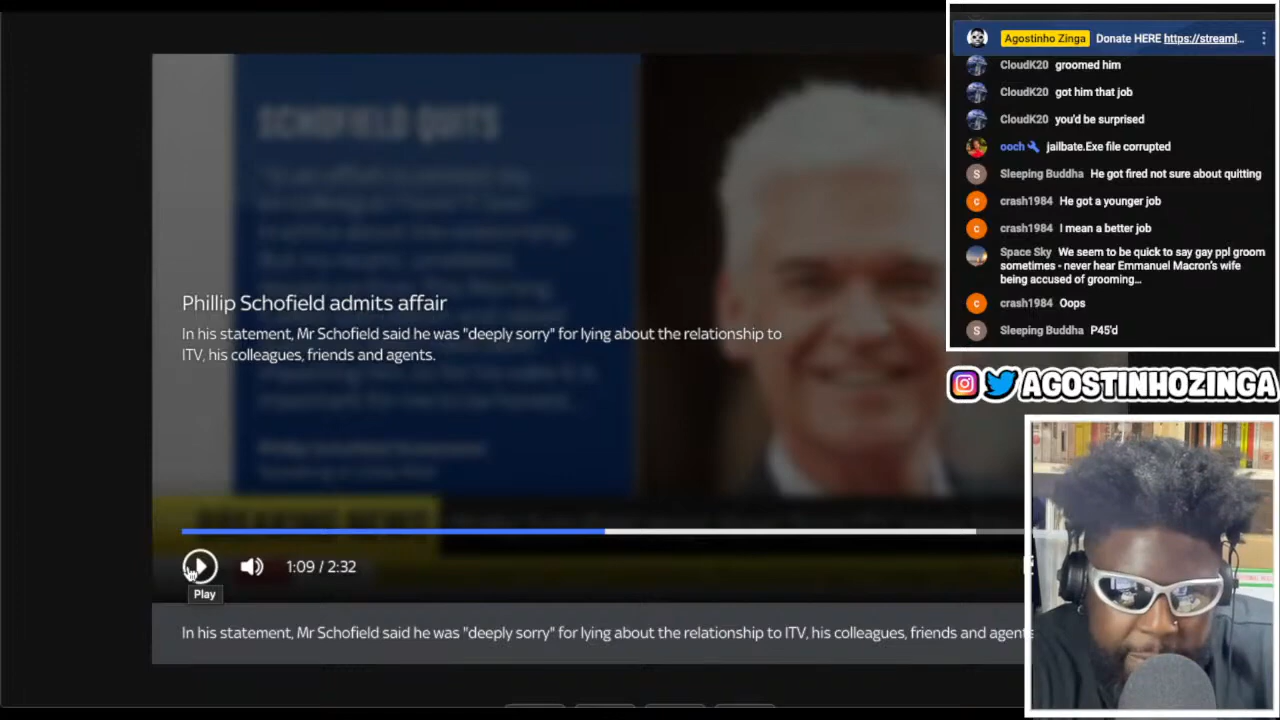 SCHOFIELD QUITS
Phillip Schofield admits affair
In his statement, Mr Schofield said he was "deeply sorry" for lying about the relationship to
ITV, his colleagues, friends and agents.
BREAKING NEWS
1:09 / 2:32
Play
In his statement, Mr Schofield said he was "deeply sorry" for lying about the relationship to ITV, his colleagues, friends and agents
Agostinho Zinga Donate HERE https://streaml...
CloudK20 groomed him
CloudK20 got him that job
CloudK20 you'd be surprised
ooch jailbate.Exe file corrupted
S Sleeping Buddha He got fired not sure about quitting
c crash1984 He got a younger job
c crash1984 I mean a better job
Space Sky We seem to be quick to say gay ppl groom
sometimes - never hear Emmanuel Macron's wife
being accused of grooming...
c crash1984 Oops
S Sleeping Buddha P45'd
AGOSTINHOZINGA